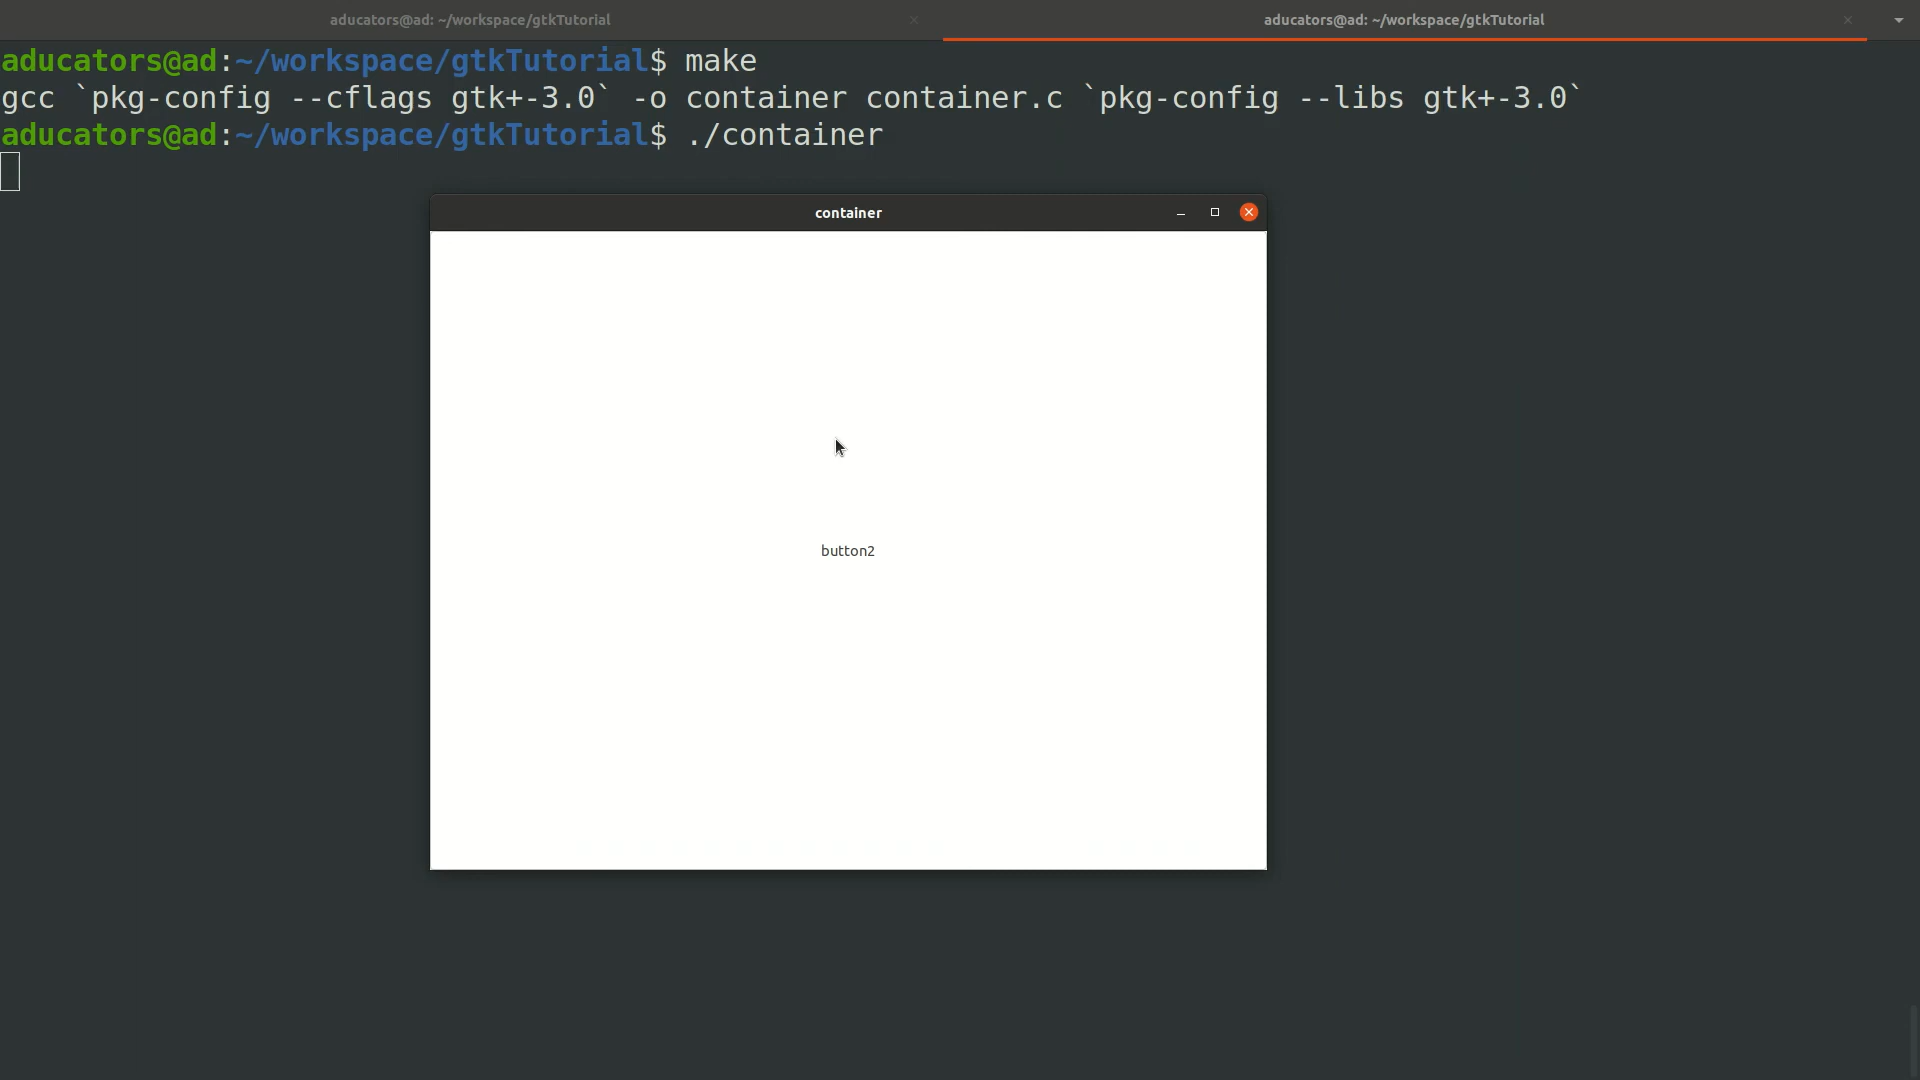 aducators@ad: ~/workspace/gtkTutorial
aducators@ad: ~/workspace/gtkTutorial
aducators@ad:~/workspace/gtkTutorial$ make
gcc `pkg-config --cflags gtk+-3.0` -o container container.c `pkg-config --libs gtk+-3.0`
aducators@ad:~/workspace/gtkTutorial$ ./container
container
button2